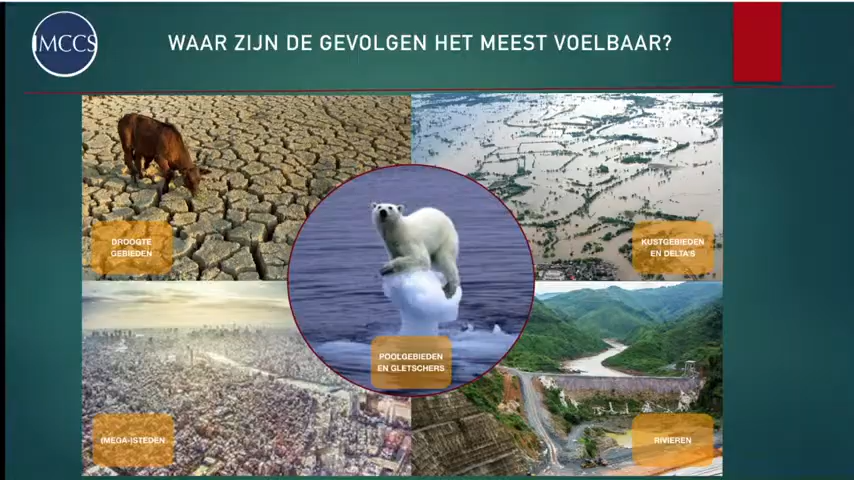 IMCCS
WAAR ZIJN DE GEVOLGEN HET MEEST VOELBAAR?
DROOGTE
GEBIEDEN
KUSTGEBIEDEN
EN DELTA'S
POOLGEBIEDEN
EN GLETSCHERS
(MEGA-)STEDEN
RIVIEREN